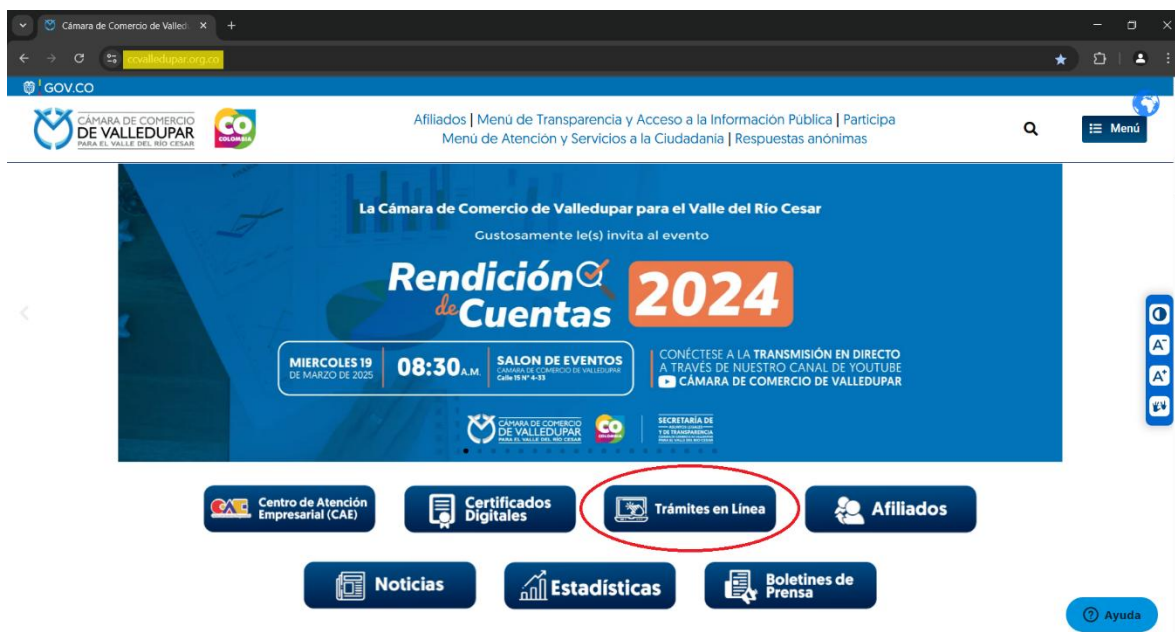 Cámara de Comercio de Valled
ccvalledupar.org.co
GOV.CO
CÁMARA DE COMERCIO
DE VALLEDUPAR
PARA EL VALLE DEL RÍO CESAR
CO
COLOMBIA
Afiliados | Menú de Transparencia y Acceso a la Información Pública | Participa
Menú de Atención y Servicios a la Ciudadanía | Respuestas anónimas
Menú
La Cámara de Comercio de Valledupar para el Valle del Río Cesar
Gustosamente le(s) invita al evento
Rendición
de Cuentas
2024
MIERCOLES 19
DE MARZO DE 2025
08:30 A.M.
SALON DE EVENTOS
CÁMARA DE COMERCIO DE VALLEDUPAR
Calle 15 N° 4-33
CONÉCTESE A LA TRANSMISIÓN EN DIRECTO
A TRAVÉS DE NUESTRO CANAL DE YOUTUBE
CÁMARA DE COMERCIO DE VALLEDUPAR
CÁMARA DE COMERCIO
DE VALLEDUPAR
PARA EL VALLE DEL RÍO CESAR
CO
SECRETARÍA DE
ASUNTOS LEGALES
Y DE TRANSPARENCIA
A-
A+
Centro de Atención
Empresarial (CAE)
CAE
Certificados
Digitales
Trámites en Línea
Afiliados
Noticias
Estadísticas
Boletines de
Prensa
Ayuda